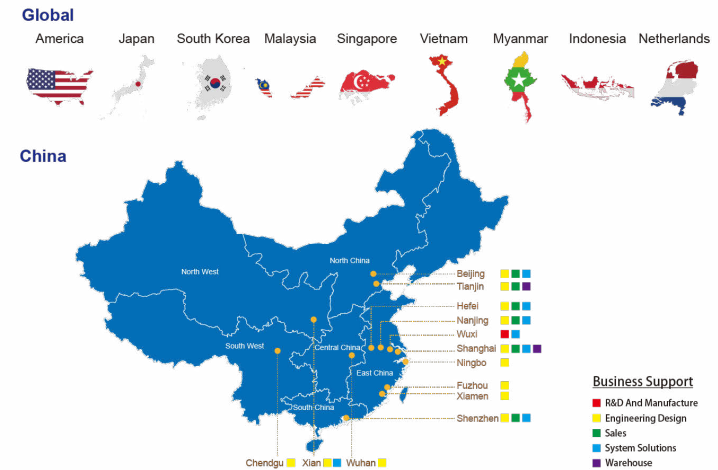 Global
America Japan South Korea Malaysia Singapore Vietnam Myanmar Indonesia Netherlands
China
North China
North West
South West
Central China
East China
South China
Beijing
Tianjin
Hefei
Nanjing
Wuxi
Shanghai
Ningbo
Fuzhou
Xiamen
Shenzhen
Chendgu Xian Wuhan
Business Support
R&D And Manufacture
Engineering Design
Sales
System Solutions
Warehouse